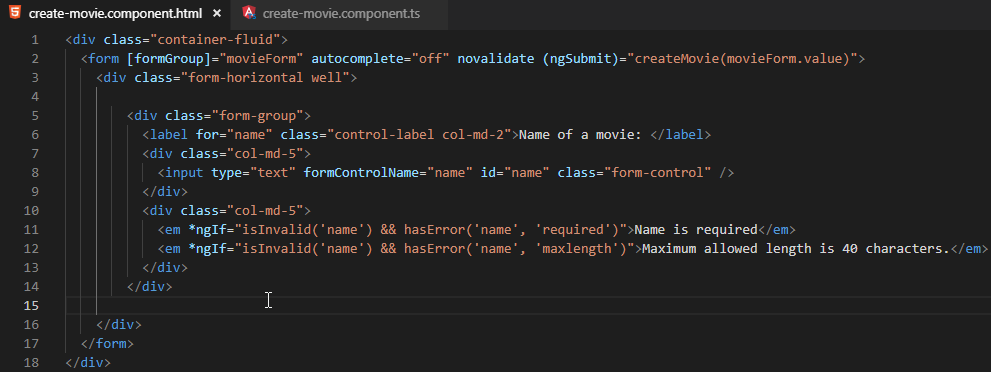 create-movie.component.html × create-movie.component.ts
1 <div class="container-fluid">
2 <form [formGroup]="movieForm" autocomplete="off" novalidate (ngSubmit)="createMovie(movieForm.value)">
3 <div class="form-horizontal well">
4
5 <div class="form-group">
6 <label for="name" class="control-label col-md-2">Name of a movie: </label>
7 <div class="col-md-5">
8 <input type="text" formControlName="name" id="name" class="form-control" />
9 </div>
10 <div class="col-md-5">
11 <em *ngIf="isInvalid('name') && hasError('name', 'required')">Name is required</em>
12 <em *ngIf="isInvalid('name') && hasError('name', 'maxlength')">Maximum allowed length is 40 characters.</em>
13 </div>
14 </div>
15
16 </div>
17 </form>
18 </div>